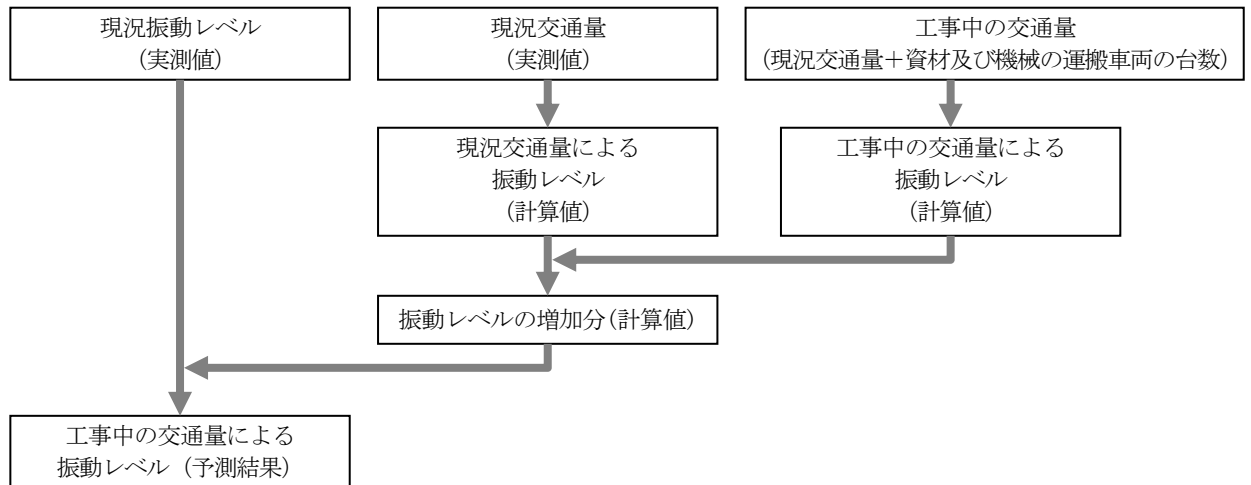 現況振動レベル
（実測値）
現況交通量
（実測値）
工事中の交通量
（現況交通量＋資材及び機械の運搬車両の台数）
現況交通量による
振動レベル
（計算値）
工事中の交通量による
振動レベル
（計算値）
振動レベルの増加分（計算値）
工事中の交通量による
振動レベル（予測結果）